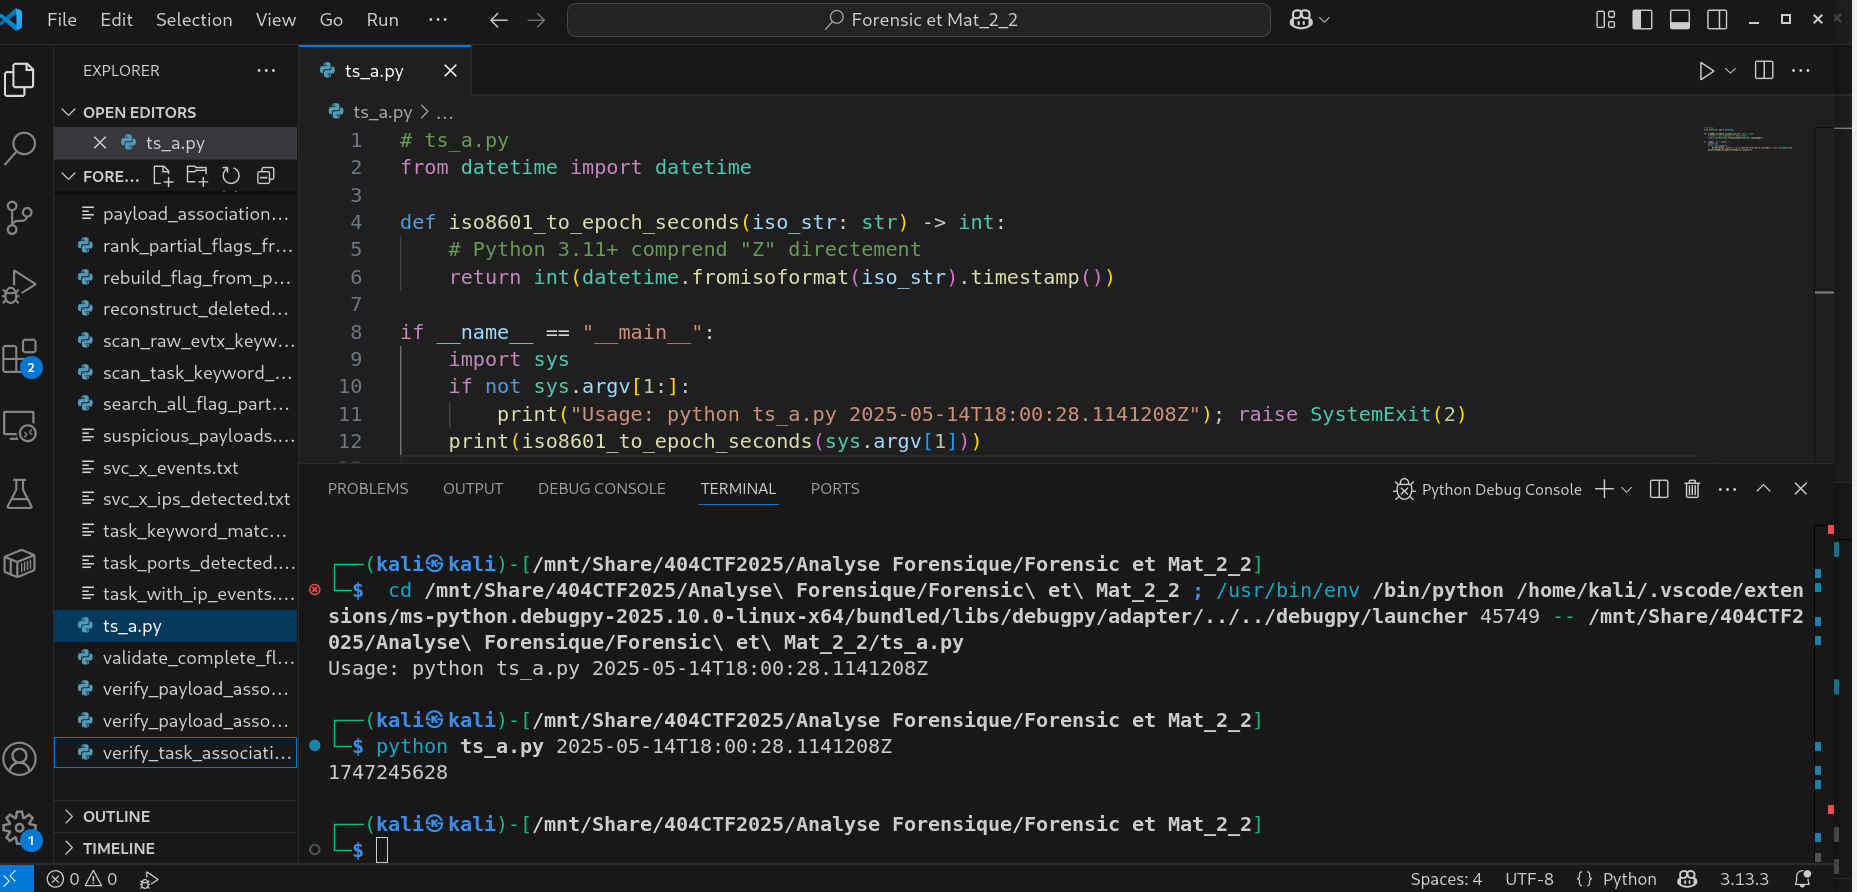 File Edit Selection View Go Run ··· Forensic et Mat_2_2
EXPLORER ···
OPEN EDITORS
ts_a.py
FORE...
payload_association...
rank_partial_flags_fr...
rebuild_flag_from_p...
reconstruct_deleted...
scan_raw_evtx_keyw...
scan_task_keyword_...
search_all_flag_part...
suspicious_payloads....
svc_x_events.txt
svc_x_ips_detected.txt
task_keyword_matc...
task_ports_detected....
task_with_ip_events....
ts_a.py
validate_complete_fl...
verify_payload_asso...
verify_payload_asso...
verify_task_associati...
OUTLINE
TIMELINE
2
1
ts_a.py
ts_a.py > ...
1 # ts_a.py
2 from datetime import datetime
3
4 def iso8601_to_epoch_seconds(iso_str: str) -> int:
5     # Python 3.11+ comprend "Z" directement
6     return int(datetime.fromisoformat(iso_str).timestamp())
7
8 if __name__ == "__main__":
9     import sys
10     if not sys.argv[1:]:
11         print("Usage: python ts_a.py 2025-05-14T18:00:28.1141208Z"); raise SystemExit(2)
12     print(iso8601_to_epoch_seconds(sys.argv[1]))
PROBLEMS OUTPUT DEBUG CONSOLE TERMINAL PORTS Python Debug Console
┌──(kali㉿kali)-[/mnt/Share/404CTF2025/Analyse Forensique/Forensic et Mat_2_2]
└─$  cd /mnt/Share/404CTF2025/Analyse\ Forensique/Forensic\ et\ Mat_2_2 ; /usr/bin/env /bin/python /home/kali/.vscode/exten
sions/ms-python.debugpy-2025.10.0-linux-x64/bundled/libs/debugpy/adapter/../../debugpy/launcher 45749 -- /mnt/Share/404CTF2
025/Analyse\ Forensique/Forensic\ et\ Mat_2_2/ts_a.py
Usage: python ts_a.py 2025-05-14T18:00:28.1141208Z
┌──(kali㉿kali)-[/mnt/Share/404CTF2025/Analyse Forensique/Forensic et Mat_2_2]
└─$ python ts_a.py 2025-05-14T18:00:28.1141208Z
1747245628
┌──(kali㉿kali)-[/mnt/Share/404CTF2025/Analyse Forensique/Forensic et Mat_2_2]
└─$
0 0 Spaces: 4 UTF-8 {} Python 3.13.3